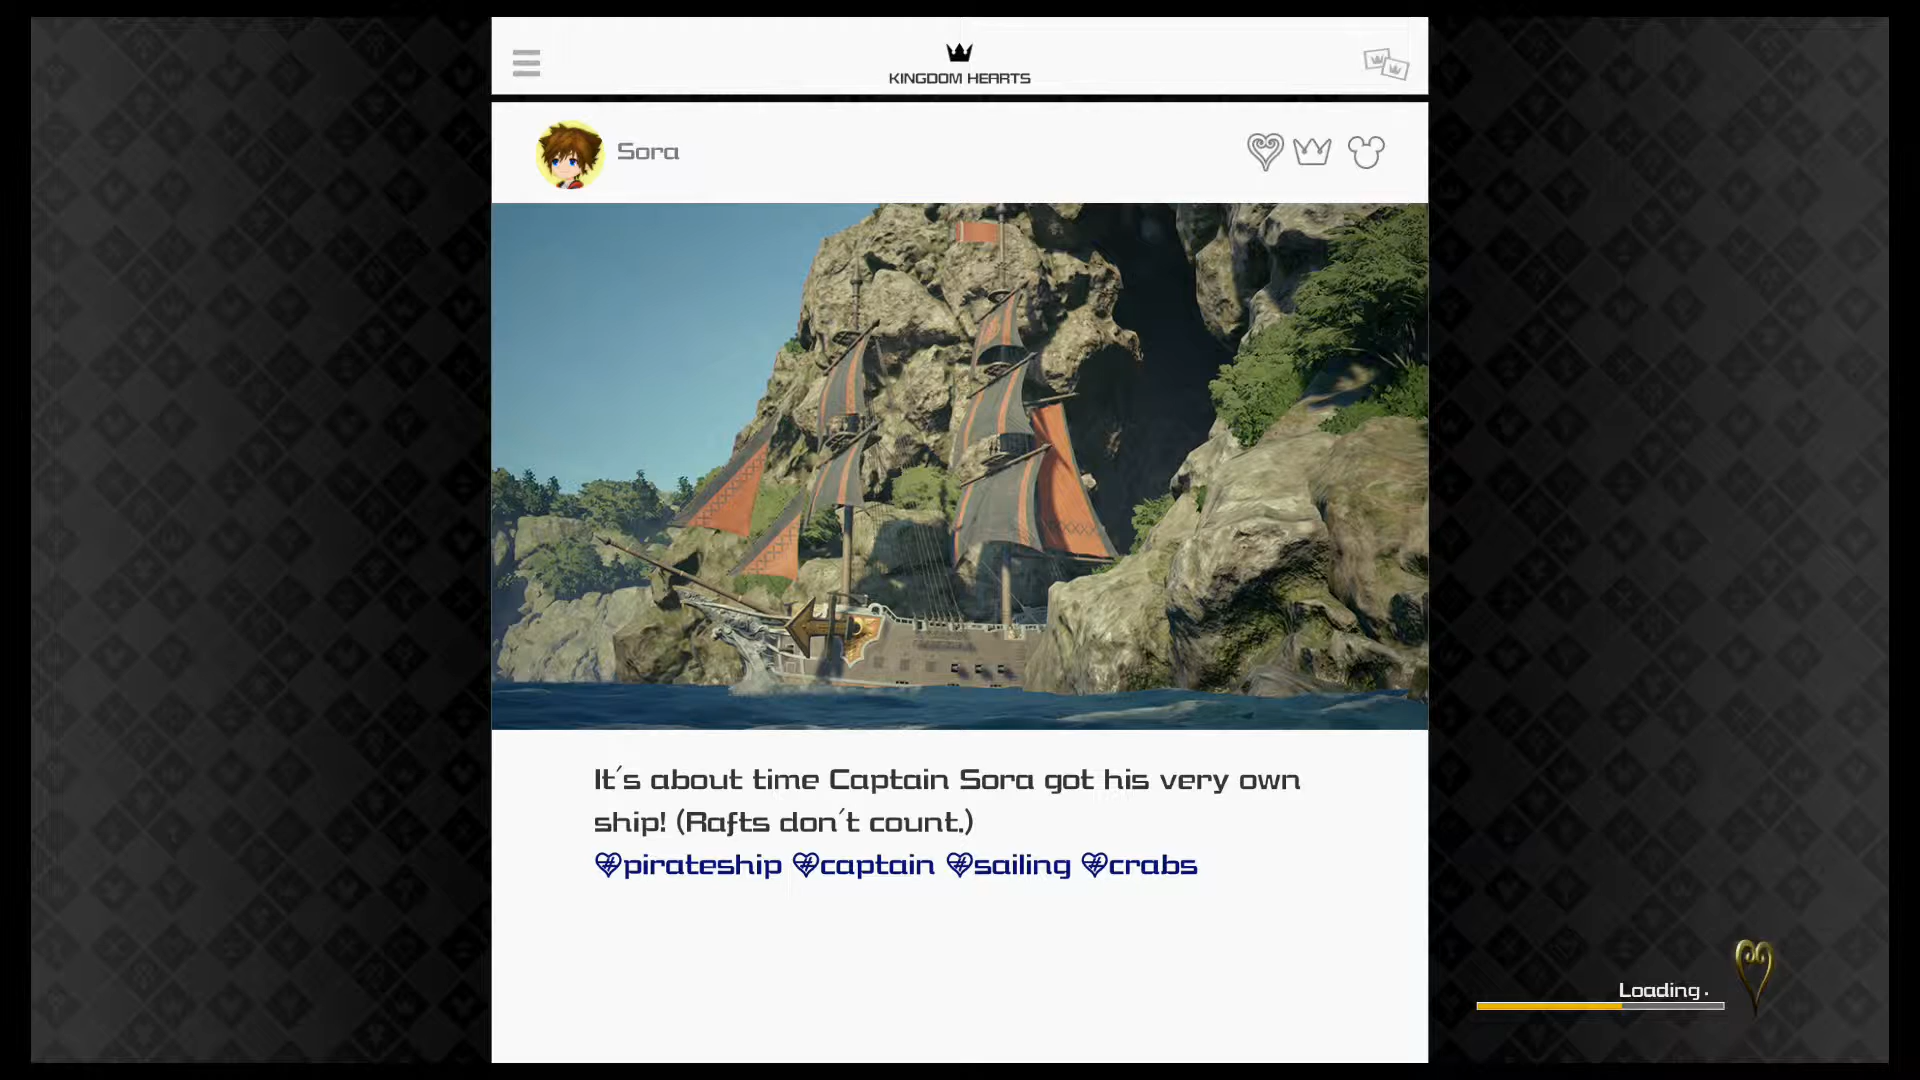 KINGDOM HEARTS
Sora
It's about time Captain Sora got his very own
ship! (Rafts don't count.)
#pirateship #captain #sailing #crabs
Loading.